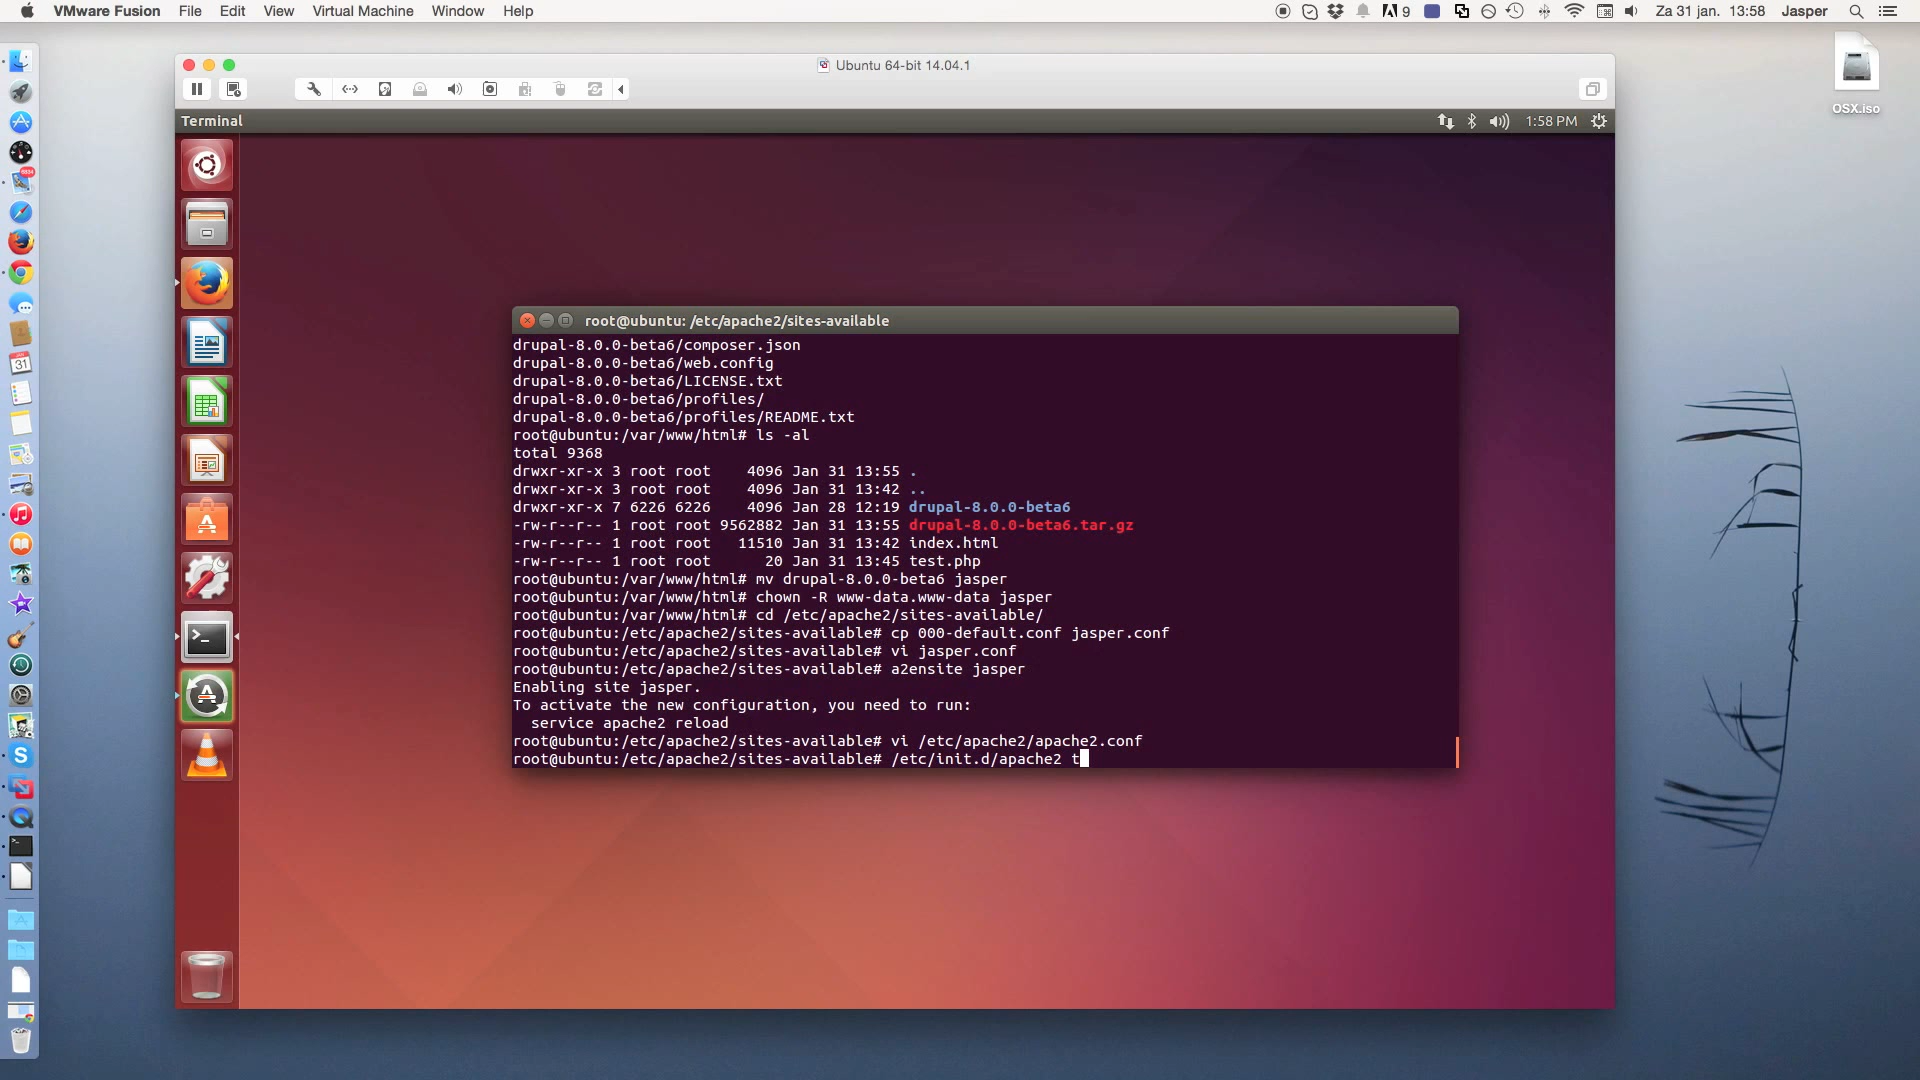 VMware Fusion File Edit View Virtual Machine Window Help
9 Za 31 jan. 13:58 Jasper
Ubuntu 64-bit 14.04.1
OSX.iso
Terminal
1:58 PM
root@ubuntu: /etc/apache2/sites-available
drupal-8.0.0-beta6/composer.json
drupal-8.0.0-beta6/web.config
drupal-8.0.0-beta6/LICENSE.txt
drupal-8.0.0-beta6/profiles/
drupal-8.0.0-beta6/profiles/README.txt
root@ubuntu:/var/www/html# ls -al
total 9368
drwxr-xr-x 3 root root    4096 Jan 31 13:55 .
drwxr-xr-x 3 root root    4096 Jan 31 13:42 ..
drwxr-xr-x 7 6226 6226    4096 Jan 28 12:19 drupal-8.0.0-beta6
-rw-r--r-- 1 root root 9562882 Jan 31 13:55 drupal-8.0.0-beta6.tar.gz
-rw-r--r-- 1 root root   11510 Jan 31 13:42 index.html
-rw-r--r-- 1 root root      20 Jan 31 13:45 test.php
root@ubuntu:/var/www/html# mv drupal-8.0.0-beta6 jasper
root@ubuntu:/var/www/html# chown -R www-data.www-data jasper
root@ubuntu:/var/www/html# cd /etc/apache2/sites-available/
root@ubuntu:/etc/apache2/sites-available# cp 000-default.conf jasper.conf
root@ubuntu:/etc/apache2/sites-available# vi jasper.conf
root@ubuntu:/etc/apache2/sites-available# a2ensite jasper
Enabling site jasper.
To activate the new configuration, you need to run:
  service apache2 reload
root@ubuntu:/etc/apache2/sites-available# vi /etc/apache2/apache2.conf
root@ubuntu:/etc/apache2/sites-available# /etc/init.d/apache2 t